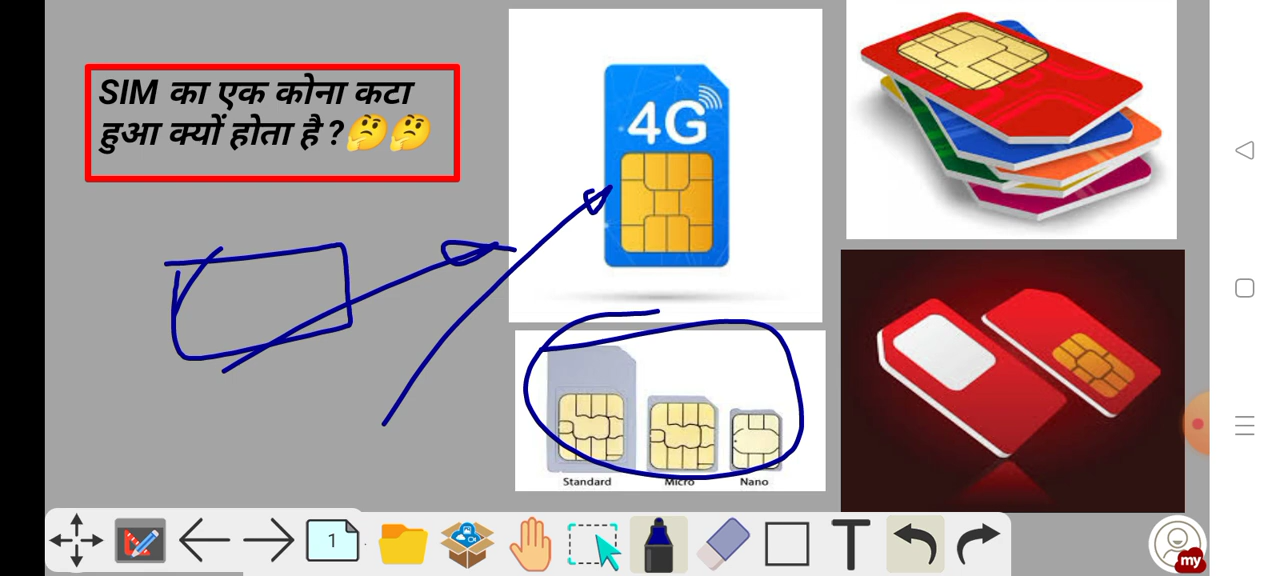 SIM का एक कोना कटा
हुआ क्यों होता है ?🤔🤔
4G
Standard
Micro
Nano
1
T
my